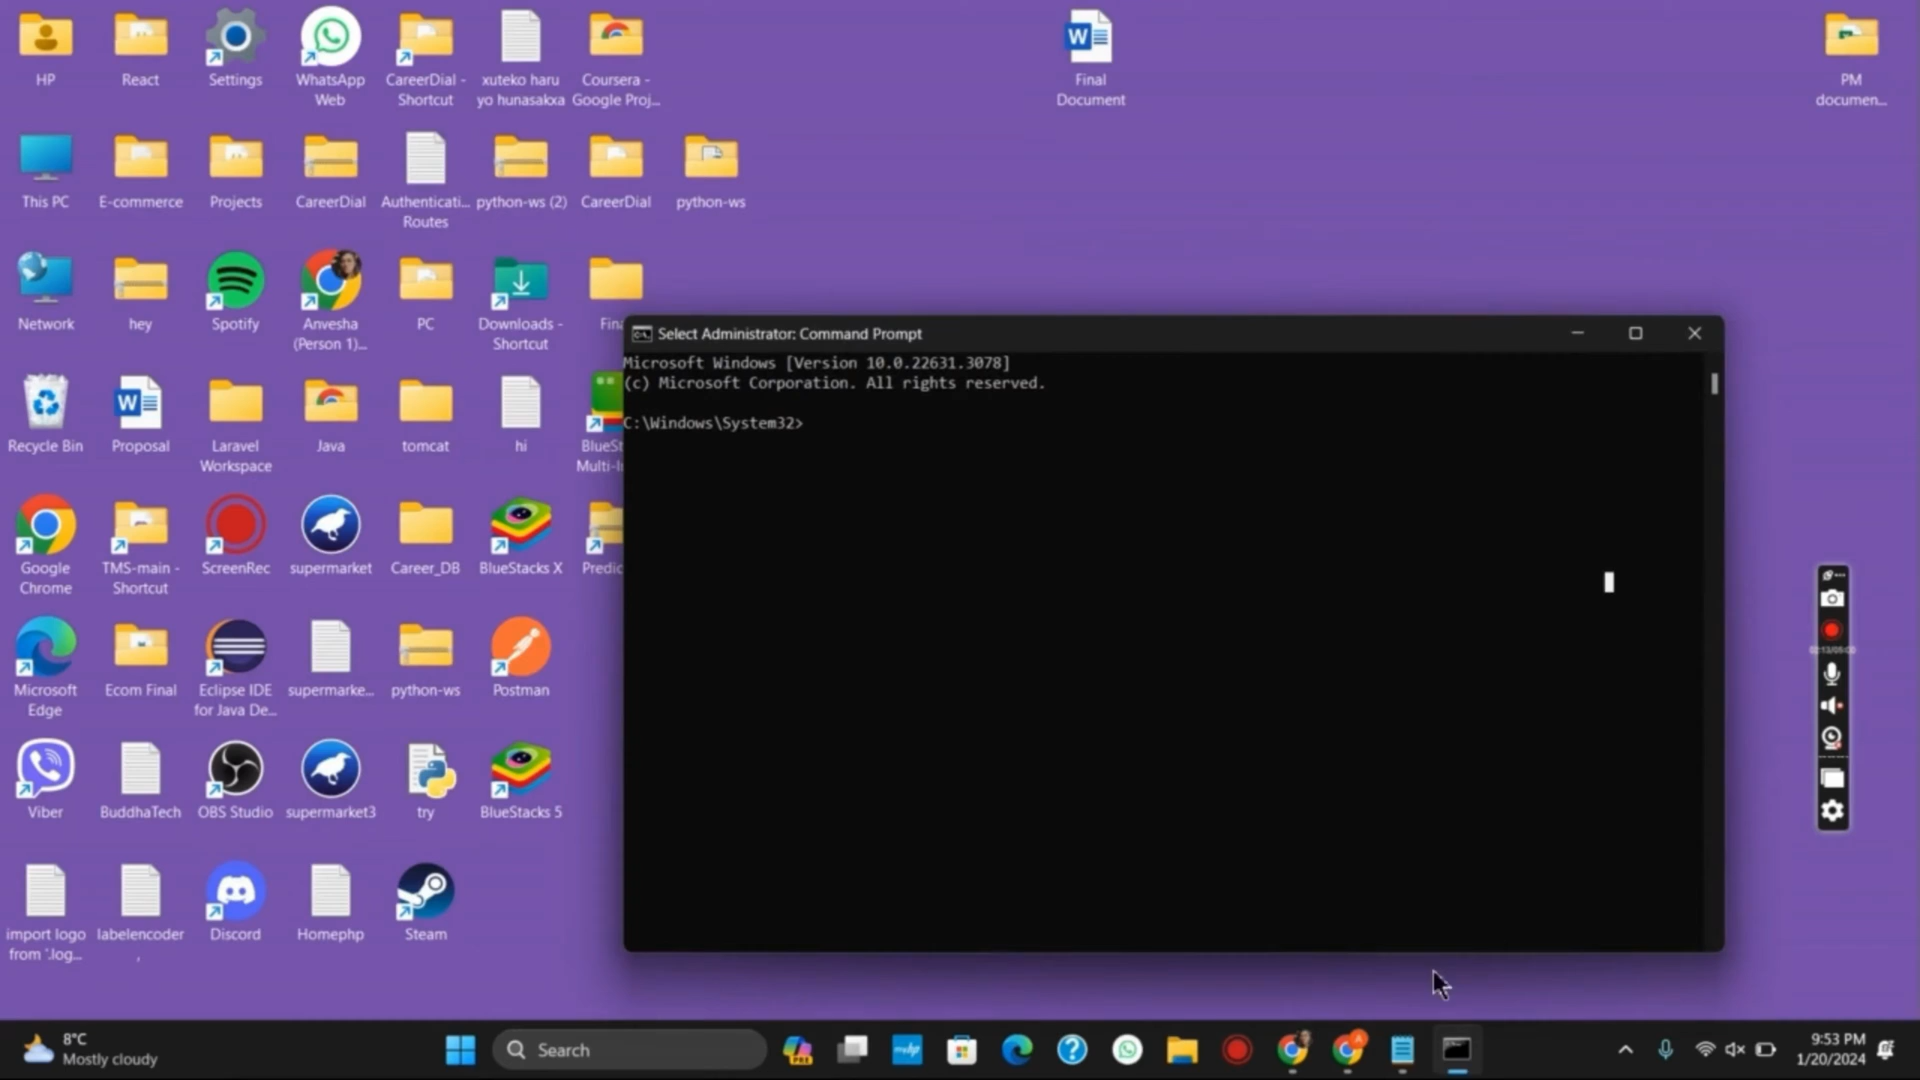 HP
React
Settings
WhatsApp
Web
CareerDial -
Shortcut
xuteko haru
yo hunasakxa
Coursera -
Google Proj...
Final
Document
PM
documen...
This PC
E-commerce
Projects
CareerDial
Authenticati...
Routes
python-ws (2)
CareerDial
python-ws
Network
hey
Spotify
Anvesha
(Person 1)...
PC
Downloads -
Shortcut
Fin
Recycle Bin
Proposal
Laravel
Workspace
Java
tomcat
hi
BlueSt
Multi-I
Google
Chrome
TMS-main -
Shortcut
ScreenRec
supermarket
Career_DB
BlueStacks X
Predic
Microsoft
Edge
Ecom Final
Eclipse IDE
for Java De...
supermarke...
python-ws
Postman
Viber
BuddhaTech
OBS Studio
supermarket3
try
BlueStacks 5
import logo
from '.log...
labelencoder
,
Discord
Homephp
Steam
Select Administrator: Command Prompt
Microsoft Windows [Version 10.0.22631.3078]
(c) Microsoft Corporation. All rights reserved.
C:\Windows\System32>
8°C
Mostly cloudy
Search
PRE
myhp
9:53 PM
1/20/2024